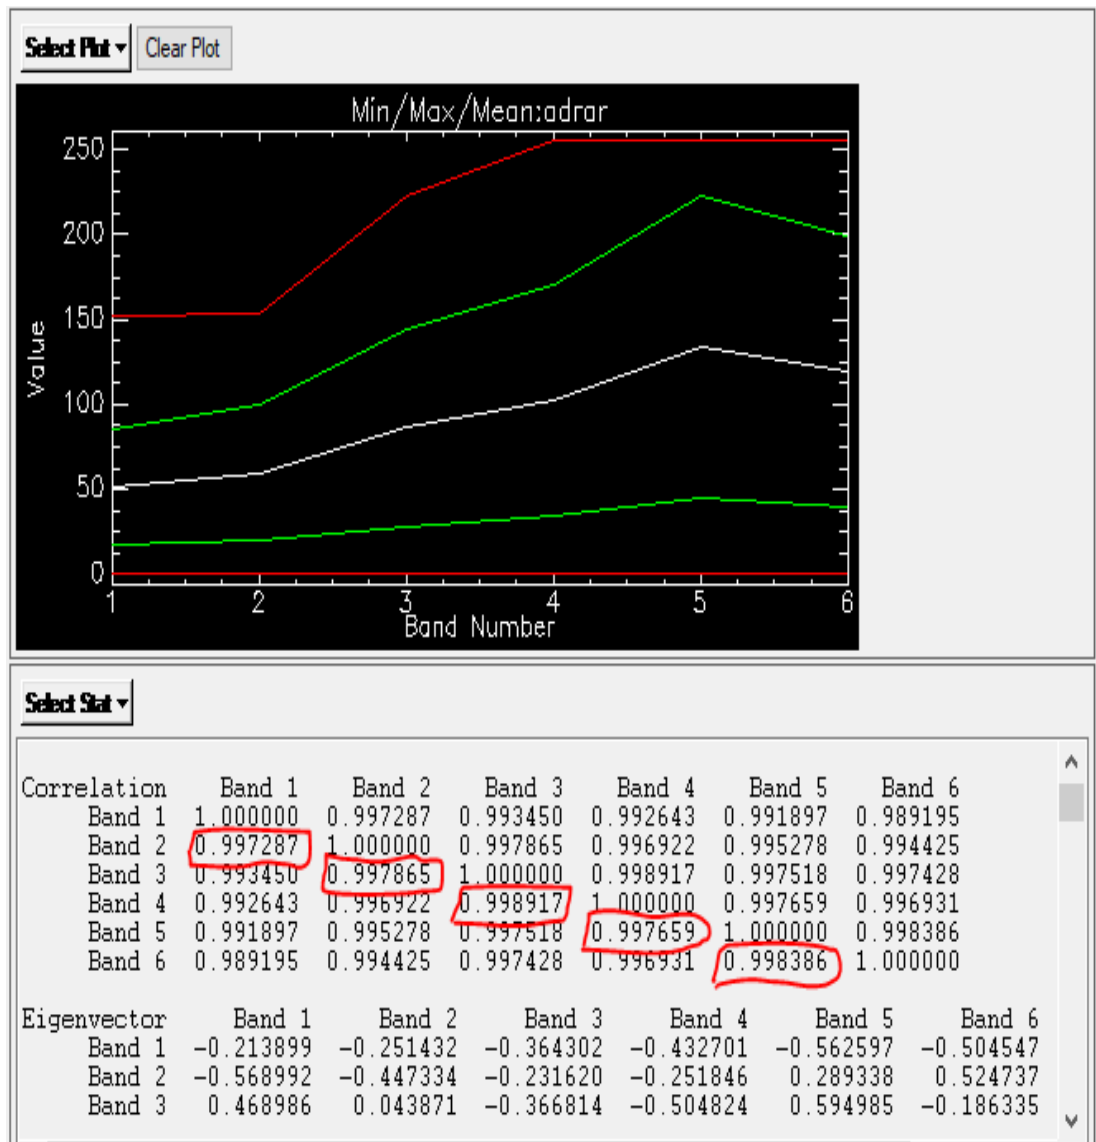 Select Plot Clear Plot
Min/Max/Mean:adrar
250
200
150
100
50
0
Value
1 2 3 4 5 6
Band Number
Select Stat
Correlation Band 1 Band 2 Band 3 Band 4 Band 5 Band 6
Band 1 1.000000 0.997287 0.993450 0.992643 0.991897 0.989195
Band 2 0.997287 1.000000 0.997865 0.996922 0.995278 0.994425
Band 3 0.993450 0.997865 1.000000 0.998917 0.997518 0.997428
Band 4 0.992643 0.996922 0.998917 1.000000 0.997659 0.996931
Band 5 0.991897 0.995278 0.997518 0.997659 1.000000 0.998386
Band 6 0.989195 0.994425 0.997428 0.996931 0.998386 1.000000
Eigenvector Band 1 Band 2 Band 3 Band 4 Band 5 Band 6
Band 1 -0.213899 -0.251432 -0.364302 -0.432701 -0.562597 -0.504547
Band 2 -0.568992 -0.447334 -0.231620 -0.251846 0.289338 0.524737
Band 3 0.468986 0.043871 -0.366814 -0.504824 0.594985 -0.186335